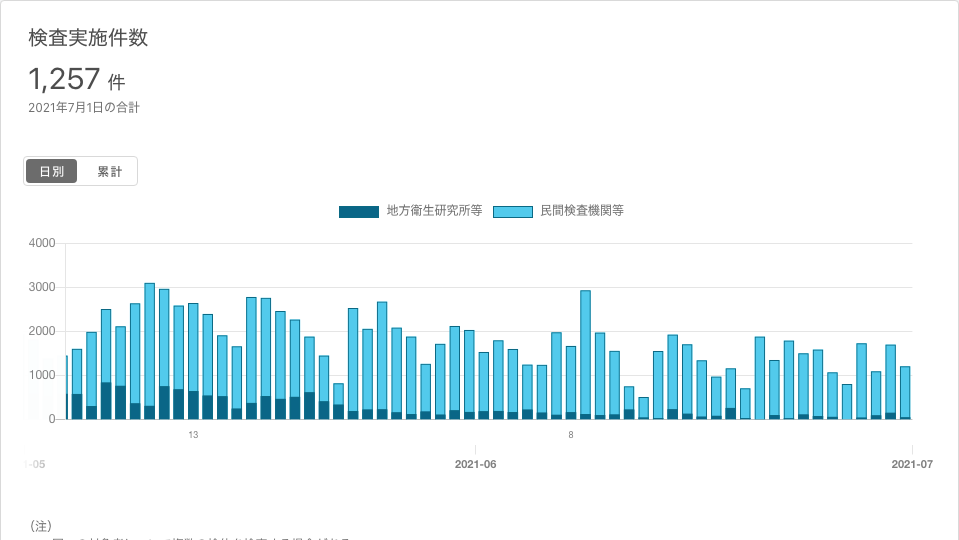 検査実施件数
1,257 件
2021年7月1日の合計
日別 累計
地方衛生研究所等 民間検査機関等
4000
3000
2000
1000
0
13 8
-05 2021-06 2021-07
（注）